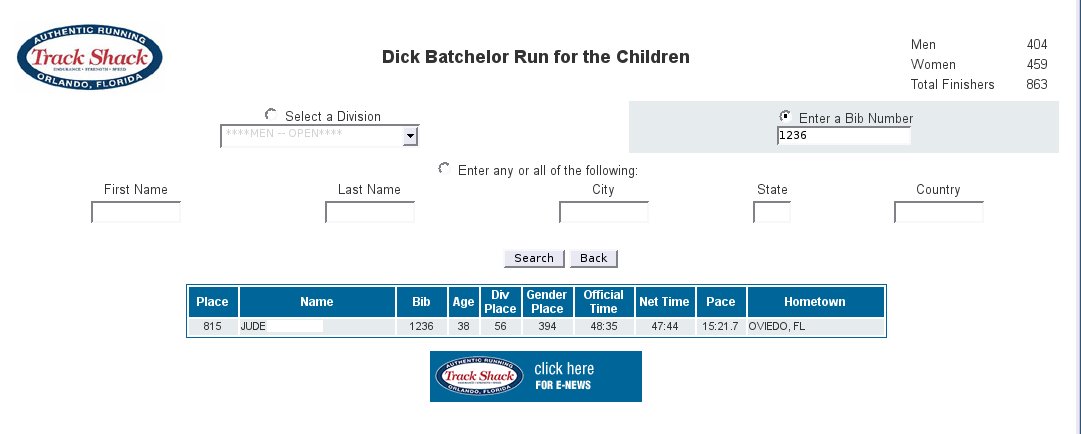 AUTHENTIC RUNNING
Track Shack
ENDURANCE · STRENGTH · SPEED
ORLANDO, FLORIDA
Dick Batchelor Run for the Children
Men 404
Women 459
Total Finishers 863
Select a Division
****MEN -- OPEN****
Enter a Bib Number
1236
Enter any or all of the following:
First Name Last Name City State Country
Search Back
Place Name Bib Age Div Place Gender Place Official Time Net Time Pace Hometown
815 JUDE 1236 38 56 394 48:35 47:44 15:21.7 OVIEDO, FL
AUTHENTIC RUNNING
Track Shack
ORLANDO, FLORIDA
click here
FOR E-NEWS